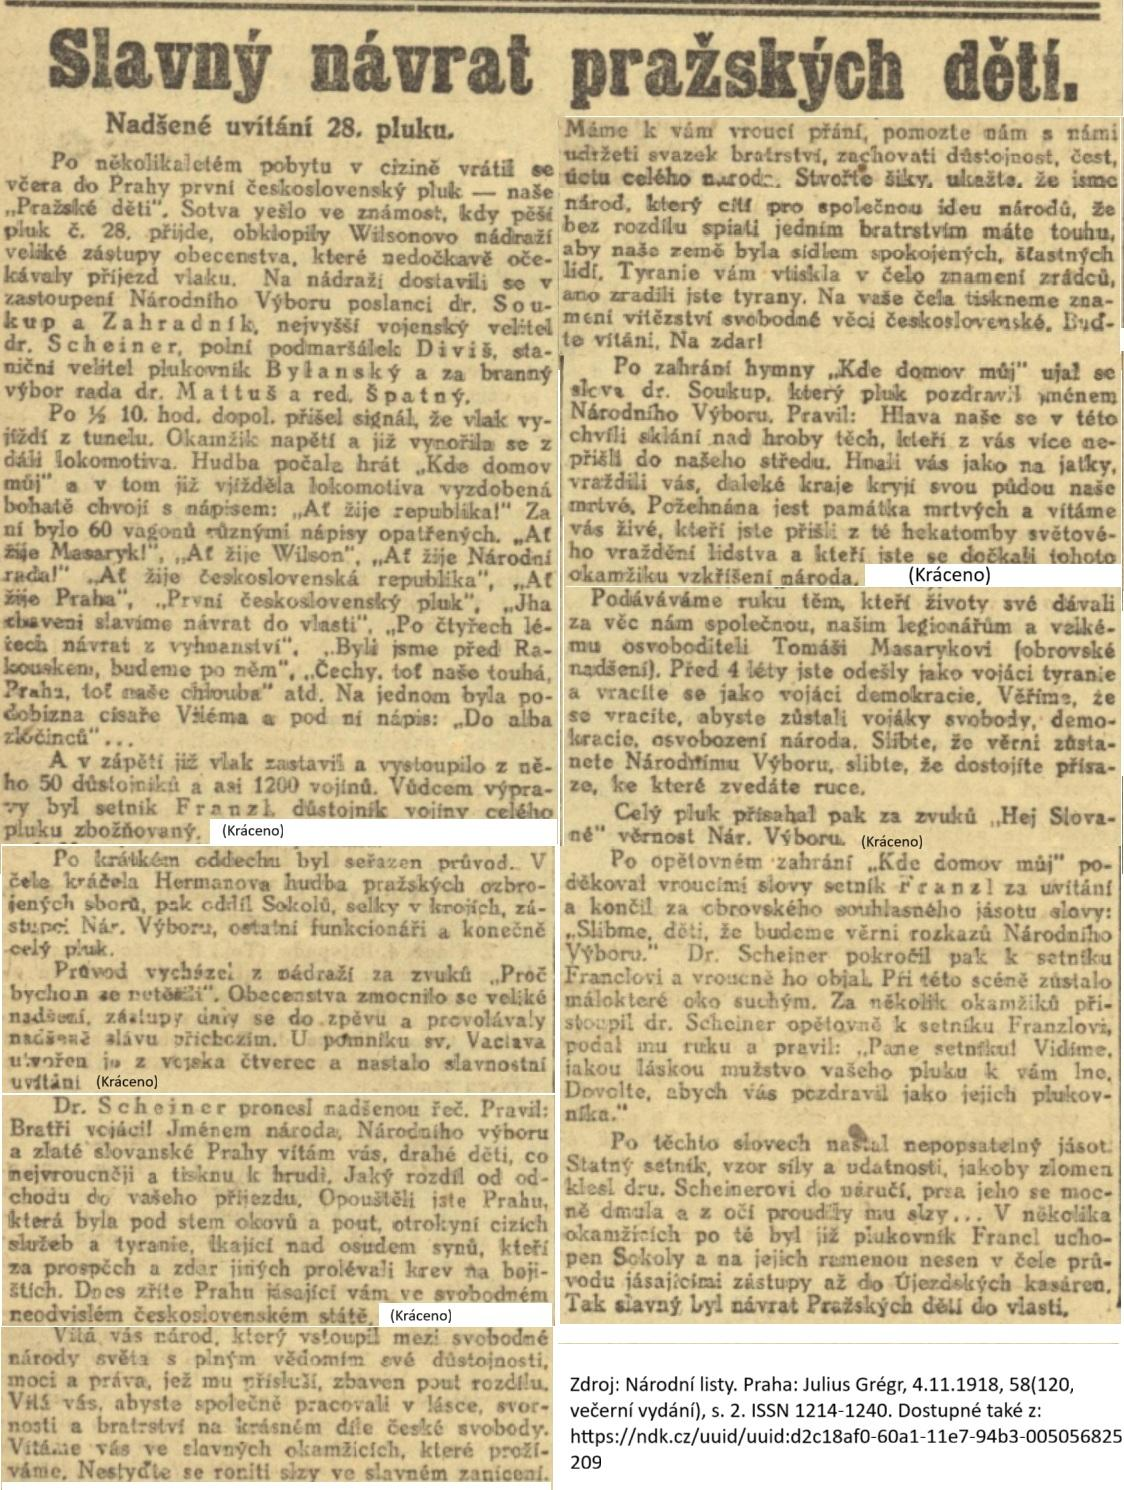 Slavný návrat pražských dětí.
Nadšené uvítání 28. pluku.
Po několikaletém pobytu v cizině vrátil se
včera do Prahy první československý pluk — naše
„Pražské děti“. Sotva vešlo ve známost, kdy pěší
pluk č. 28. přijde, obklopily Wilsonovo nádraží
veliké zástupy obecenstva, které nedočkavě oče-
kávaly příjezd vlaku. Na nádraží dostavili se v
zastoupení Národního Výboru poslanci dr. Sou-
kup a Zahradník, nejvyšší vojenský velitel
dr. Scheiner, polní podmaršálek Diviš, sta-
niční velitel plukovník Bylanský a za branný
výbor rada dr. Mattuš a red. Špatný.
Po ½ 10. hod. dopol. přišel signál, že vlak vy-
jíždí z tunelu. Okamžik napětí a již vynořila se z
dáli lokomotiva. Hudba počala hrát „Kde domov
můj“ a v tom již vjížděla lokomotiva vyzdobená
bohatě chvojí s nápisem: „Ať žije republika!“ Za
ní bylo 60 vagonů různými nápisy opatřených. „Ať
žije Masaryk!“, „Ať žije Wilson“, „Ať žije Národní
rada!“ „Ať žije československá republika“, „Ať
žije Praha“, „První československý pluk“, „Jha
zbaveni slavíme návrat do vlasti“, „Po čtyřech lé-
tech návrat z vyhnanství“, „Byli jsme před Ra-
kouskem, budeme po něm“, „Čechy, toť naše touha,
Praha, toť naše chlouba“ atd. Na jednom byla po-
dobizna císaře Viléma a pod ní nápis: „Do alba
zločinců“ ...
A v zápětí již vlak zastavil a vystoupilo z ně-
ho 50 důstojníků a asi 1200 vojínů. Vůdcem výpra-
vy byl setník Franzl, důstojník vojíny celého
pluku zbožňovaný. (Kráceno)
Po krátkém oddechu byl seřazen průvod. V
čele kráčela Hermanova hudba pražských ozbro-
jených sborů, pak oddíl Sokolů, selky v krojích, zá-
stupci Nár. Výboru, ostatní funkcionáři a konečně
celý pluk.
Průvod vycházel z nádraží za zvuků „Proč
bychom se netěšili“. Obecenstva zmocnilo se veliké
nadšení, zástupy daly se do zpěvu a provolávaly
nadšeně slávu příchozím. U pomníku sv. Václava
utvořen je z vojska čtverec a nastalo slavnostní
uvítání (Kráceno)
Dr. Scheiner pronesl nadšenou řeč. Pravil:
Bratři vojáci! Jménem národa, Národního výboru
a zlaté slovanské Prahy vítám vás, drahé děti, co
nejvroucněji a tisknu k hrudi. Jaký rozdíl od od-
chodu do vašeho příjezdu. Opouštěli jste Prahu,
která byla pod stem okovů a pout, otrokyní cizích
služeb a tyranie, lkající nad osudem synů, kteří
za prospěch a zdar jiných prolévali krev na boji-
štích. Dnes zříte Prahu jásající vám ve svobodném
neodvislém československém státě. (Kráceno)
Vítá vás národ, který vstoupil mezi svobodné
národy světa s plným vědomím své důstojnosti,
moci a práva, jež mu přísluší, zbaven pout rozdílu.
Vítá vás, abyste společně pracovali v lásce, svor-
nosti a bratrství na krásném díle české svobody.
Vítáme vás ve slavných okamžicích, které proží-
váme. Nestyďte se roniti slzy ve slavném zanícení.
Máme k vám vroucí přání, pomozte nám s námi
udržeti svazek bratrství, zachovati důstojnost, čest,
úctu celého národa. Stvořte šiky, ukažte, že jsme
národ, který cítí pro společnou ideu národů, že
bez rozdílu spiati jedním bratrstvím máte touhu,
aby naše země byla sídlem spokojených, šťastných
lidí. Tyranie vám vtiskla v čelo znamení zrádců,
ano zradili jste tyrany. Na vaše čela tiskneme zna-
mení vítězství svobodné věci československé. Buď-
te vítáni. Na zdar!
Po zahrání hymny „Kde domov můj“ ujal se
slova dr. Soukup, který pluk pozdravil jménem
Národního Výboru. Pravil: Hlava naše se v této
chvíli sklání nad hroby těch, kteří z vás více ne-
přišli do našeho středu. Hnali vás jako na jatky,
vraždili vás, daleké kraje kryjí svou půdou naše
mrtvé. Požehnána jest památka mrtvých a vítáme
vás živé, kteří jste přišli z té hekatomby světové-
ho vraždění lidstva a kteří jste se dočkali tohoto
okamžiku vzkříšení národa. (Kráceno)
Podáváváme ruku těm, kteří životy své dávali
za věc nám společnou, našim legionářům a velké-
mu osvoboditeli Tomáši Masarykovi (obrovské
nadšení). Před 4 léty jste odešly jako vojáci tyranie
a vracíte se jako vojáci demokracie. Věříme, že
se vracíte, abyste zůstali vojáky svobody, demo-
kracie, osvobození národa. Slibte, že věrni zůsta-
nete Národnímu Výboru, slibte, že dostojíte přísa-
ze, ke které zvedáte ruce.
Celý pluk přísahal pak za zvuků „Hej Slova-
né“ věrnost Nár. Výboru. (Kráceno)
Po opětovném zahrání „Kde domov můj“ po-
děkoval vroucími slovy setník Franzl za uvítání
a končil za obrovského souhlasného jásotu slovy:
„Slibme, děti, že budeme věrni rozkazů Národního
Výboru.“ Dr. Scheiner pokročil pak k setníku
Franclovi a vroucně ho objal. Při této scéně zůstalo
málokteré oko suchým. Za několik okamžiků při-
stoupil dr. Scheiner opětovně k setníku Franzlovi,
podal mu ruku a pravil: „Pane setníku! Vidíme,
jakou láskou mužstvo vašeho pluku k vám lne.
Dovolte, abych vás pozdravil jako jejich plukov-
níka.“
Po těchto slovech nastal nepopsatelný jásot.
Statný setník, vzor síly a udatnosti, jakoby zlomen
klesl dru. Scheinerovi do náručí, prsa jeho se moc-
ně dmula a z očí proudily mu slzy... V několika
okamžicích po té byl již plukovník Francl ucho-
pen Sokoly a na jejich ramenou nesen v čele prů-
vodu jásajícími zástupy až do Újezdských kasáren.
Tak slavný byl návrat Pražských dětí do vlasti.
Zdroj: Národní listy. Praha: Julius Grégr, 4.11.1918, 58(120,
večerní vydání), s. 2. ISSN 1214-1240. Dostupné také z:
https://ndk.cz/uuid/uuid:d2c18af0-60a1-11e7-94b3-005056825
209